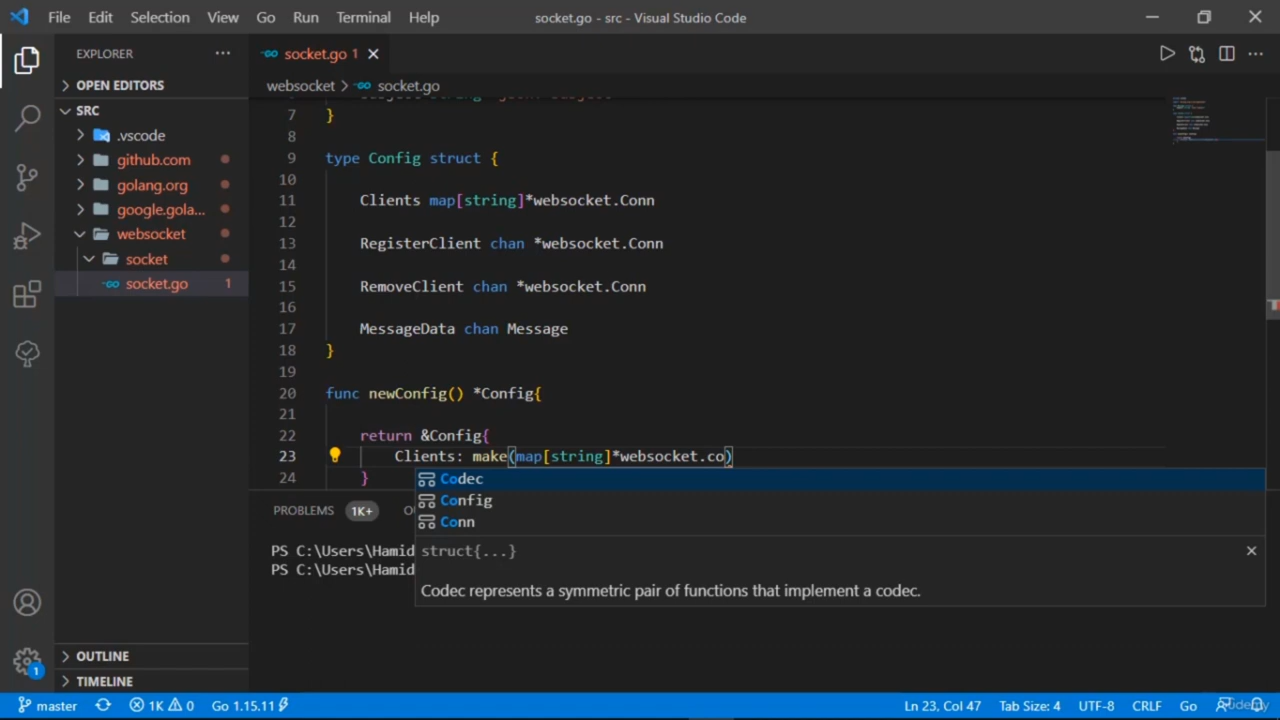 File Edit Selection View Go Run Terminal Help
socket.go - src - Visual Studio Code
EXPLORER
OPEN EDITORS
SRC
.vscode
github.com
golang.org
google.gola...
websocket
socket
socket.go 1
OUTLINE
TIMELINE
socket.go 1
websocket > socket.go
7 }
8
9 type Config struct {
10
11 Clients map[string]*websocket.Conn
12
13 RegisterClient chan *websocket.Conn
14
15 RemoveClient chan *websocket.Conn
16
17 MessageData chan Message
18 }
19
20 func newConfig() *Config{
21
22 return &Config{
23 Clients: make(map[string]*websocket.co)
24 }
Codec
Config
Conn
struct{...}
Codec represents a symmetric pair of functions that implement a codec.
PROBLEMS 1K+
PS C:\Users\Hamid
PS C:\Users\Hamid
1
master 1K 0 Go 1.15.11 Ln 23, Col 47 Tab Size: 4 UTF-8 CRLF Go